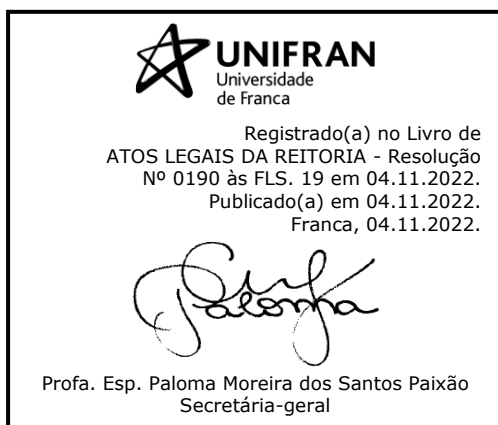 UNIFRAN
Universidade
de Franca
Registrado(a) no Livro de
ATOS LEGAIS DA REITORIA - Resolução
Nº 0190 às FLS. 19 em 04.11.2022.
Publicado(a) em 04.11.2022.
Franca, 04.11.2022.
Paloma
Profa. Esp. Paloma Moreira dos Santos Paixão
Secretária-geral